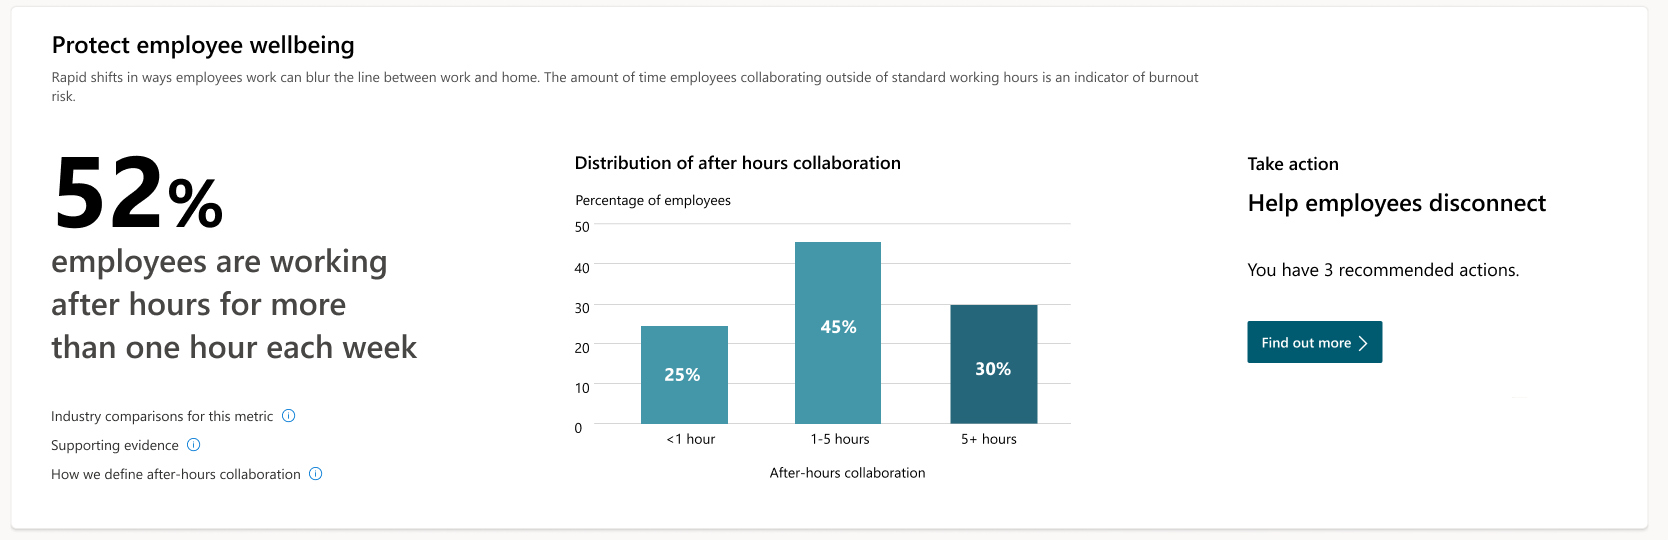 Protect employee wellbeing
Rapid shifts in ways employees work can blur the line between work and home. The amount of time employees collaborating outside of standard working hours is an indicator of burnout
risk.
52%
employees are working
after hours for more
than one hour each week
Industry comparisons for this metric
Supporting evidence
How we define after-hours collaboration
Distribution of after hours collaboration
Percentage of employees
50
40
30
20
10
0
25%
45%
30%
<1 hour
1-5 hours
5+ hours
After-hours collaboration
Take action
Help employees disconnect
You have 3 recommended actions.
Find out more